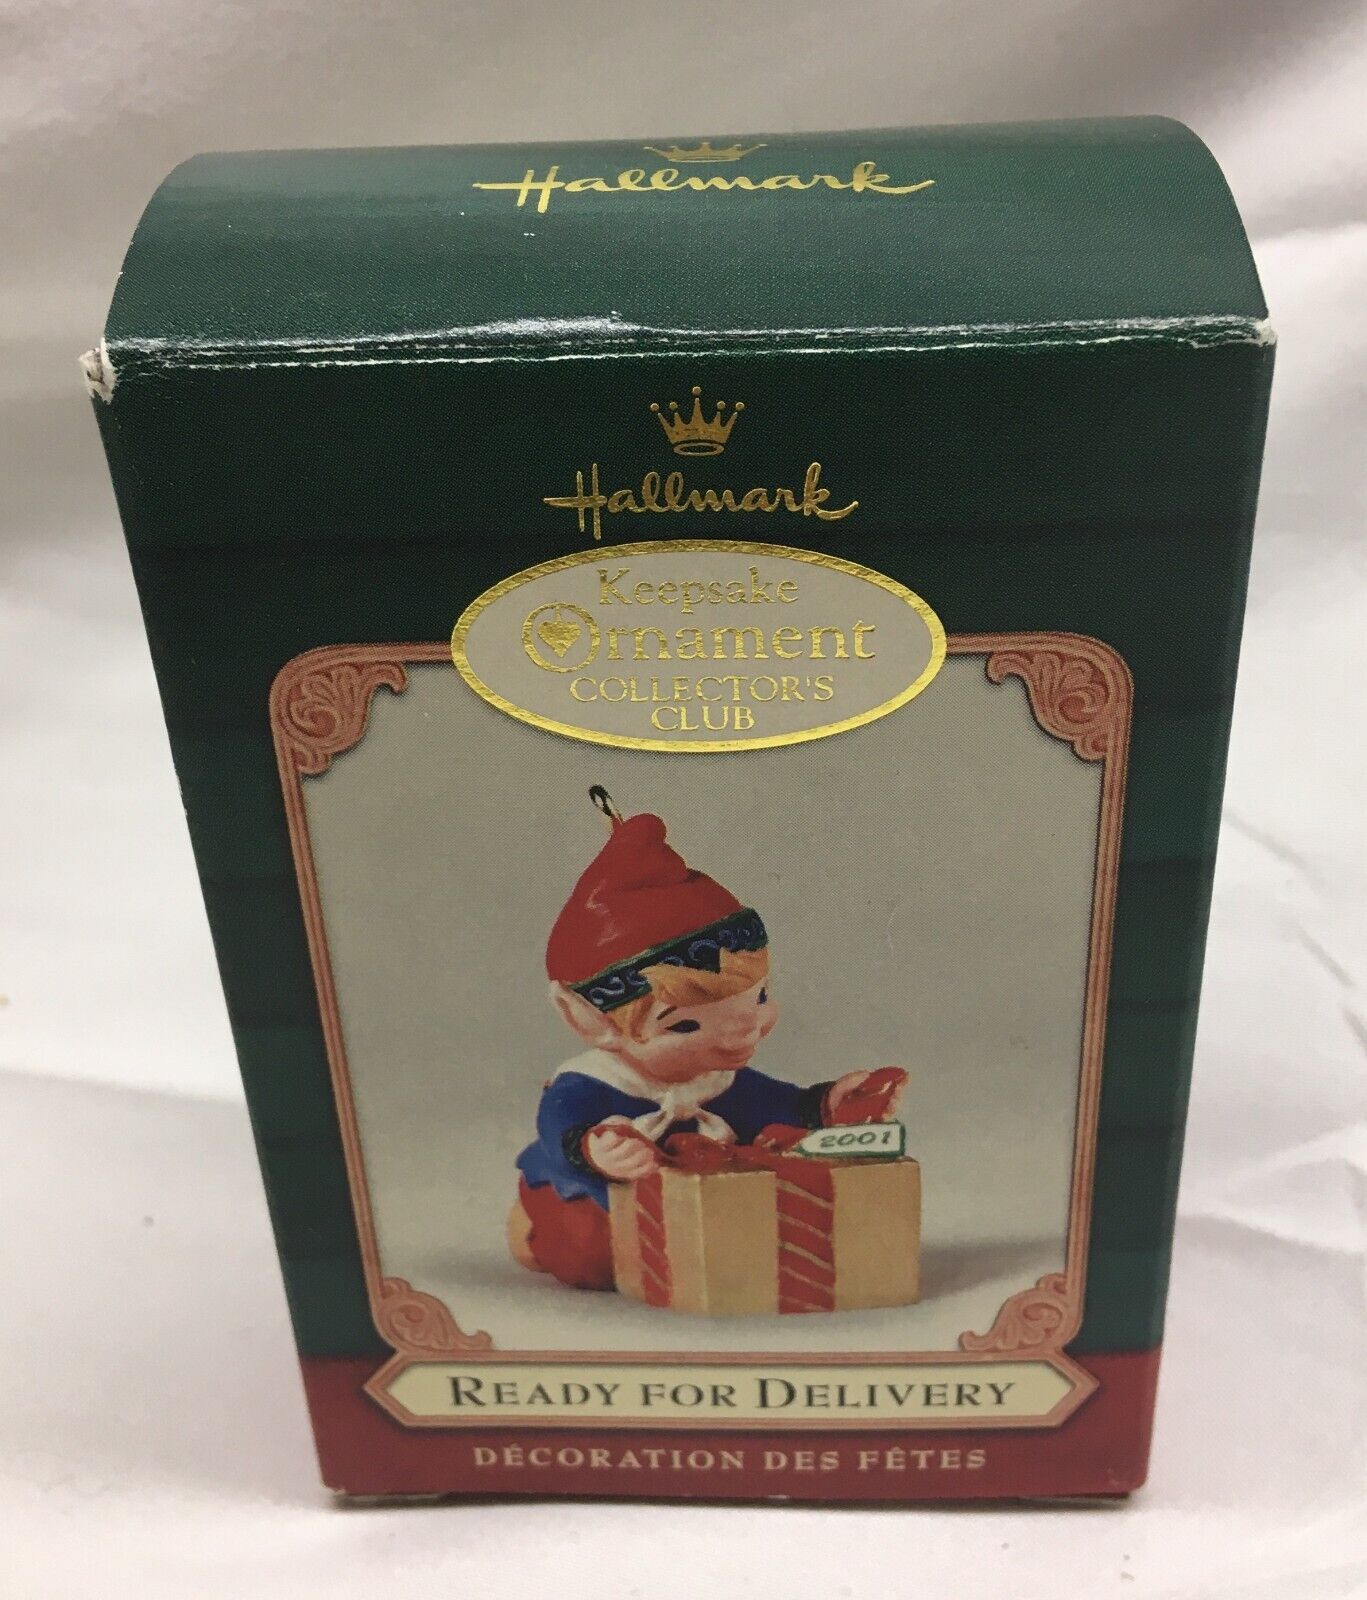 Hallmark
Hallmark
Keepsake
Ornament
COLLECTOR'S
CLUB
2001
READY FOR DELIVERY
DÉCORATION DES FÊTES